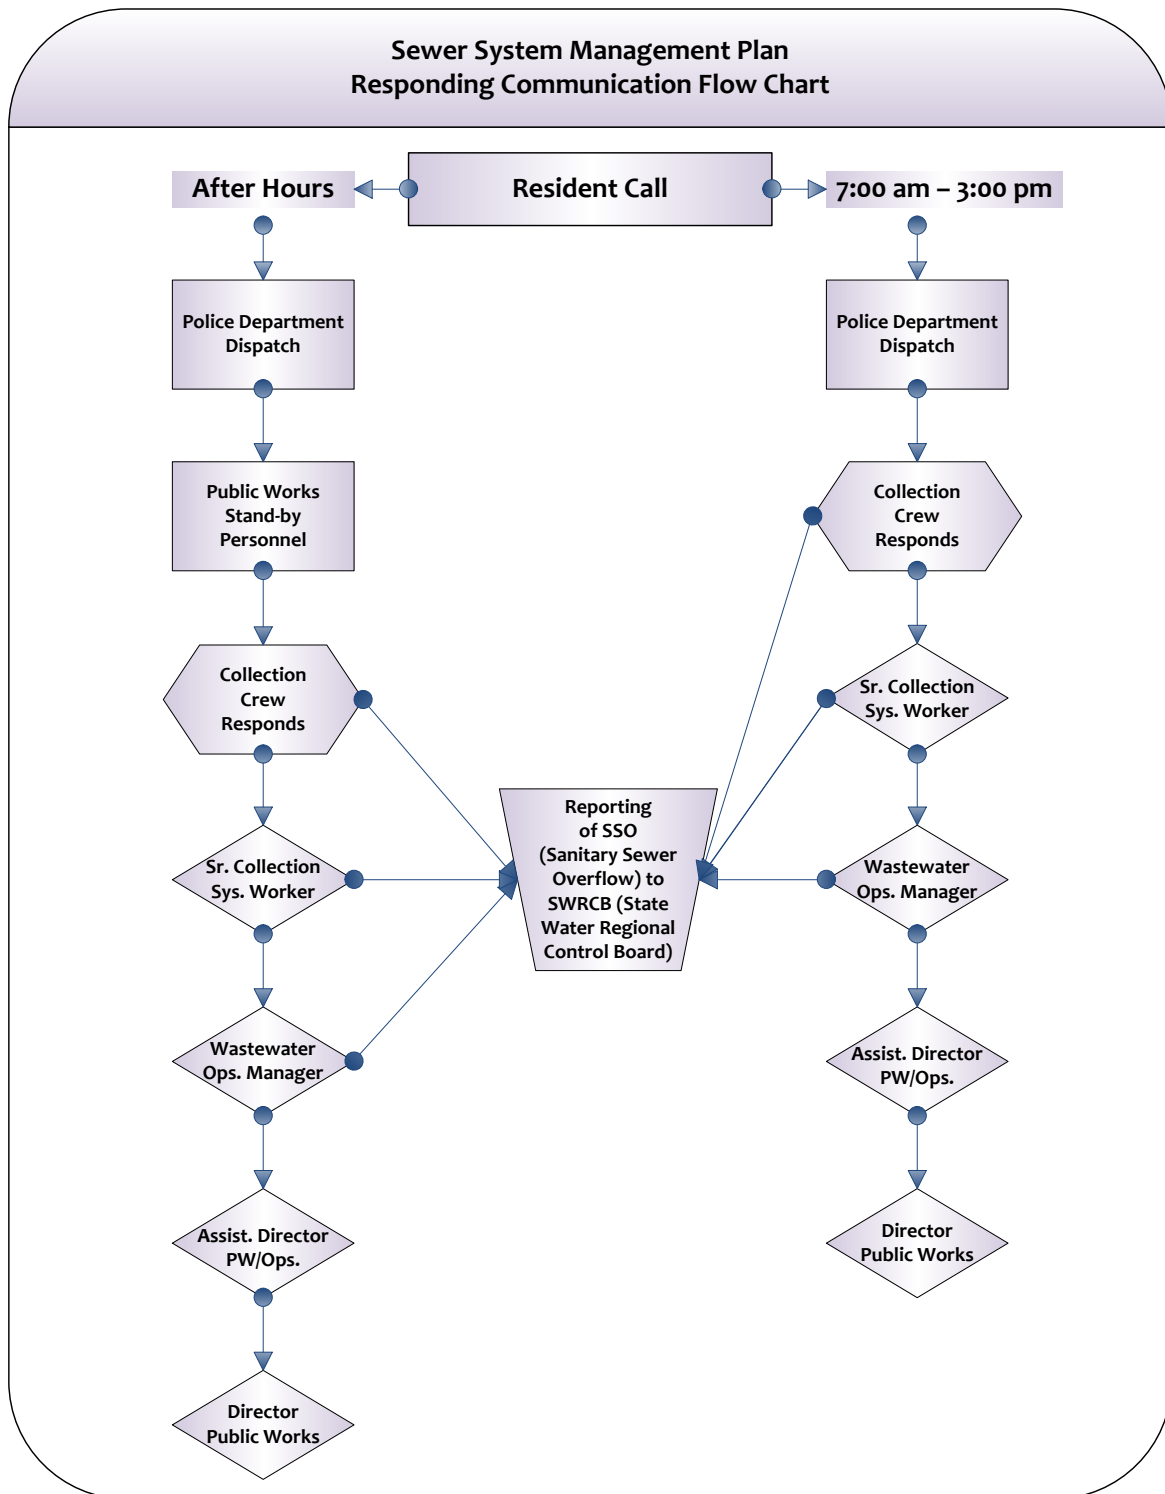 Sewer System Management Plan
Responding Communication Flow Chart
Resident Call
After Hours
7:00 am – 3:00 pm
Police Department
Dispatch
Public Works
Stand-by
Personnel
Collection
Crew
Responds
Sr. Collection
Sys. Worker
Wastewater
Ops. Manager
Assist. Director
PW/Ops.
Director
Public Works
Reporting
of SSO
(Sanitary Sewer
Overflow) to
SWRCB (State
Water Regional
Control Board)
Police Department
Dispatch
Collection
Crew
Responds
Sr. Collection
Sys. Worker
Wastewater
Ops. Manager
Assist. Director
PW/Ops.
Director
Public Works